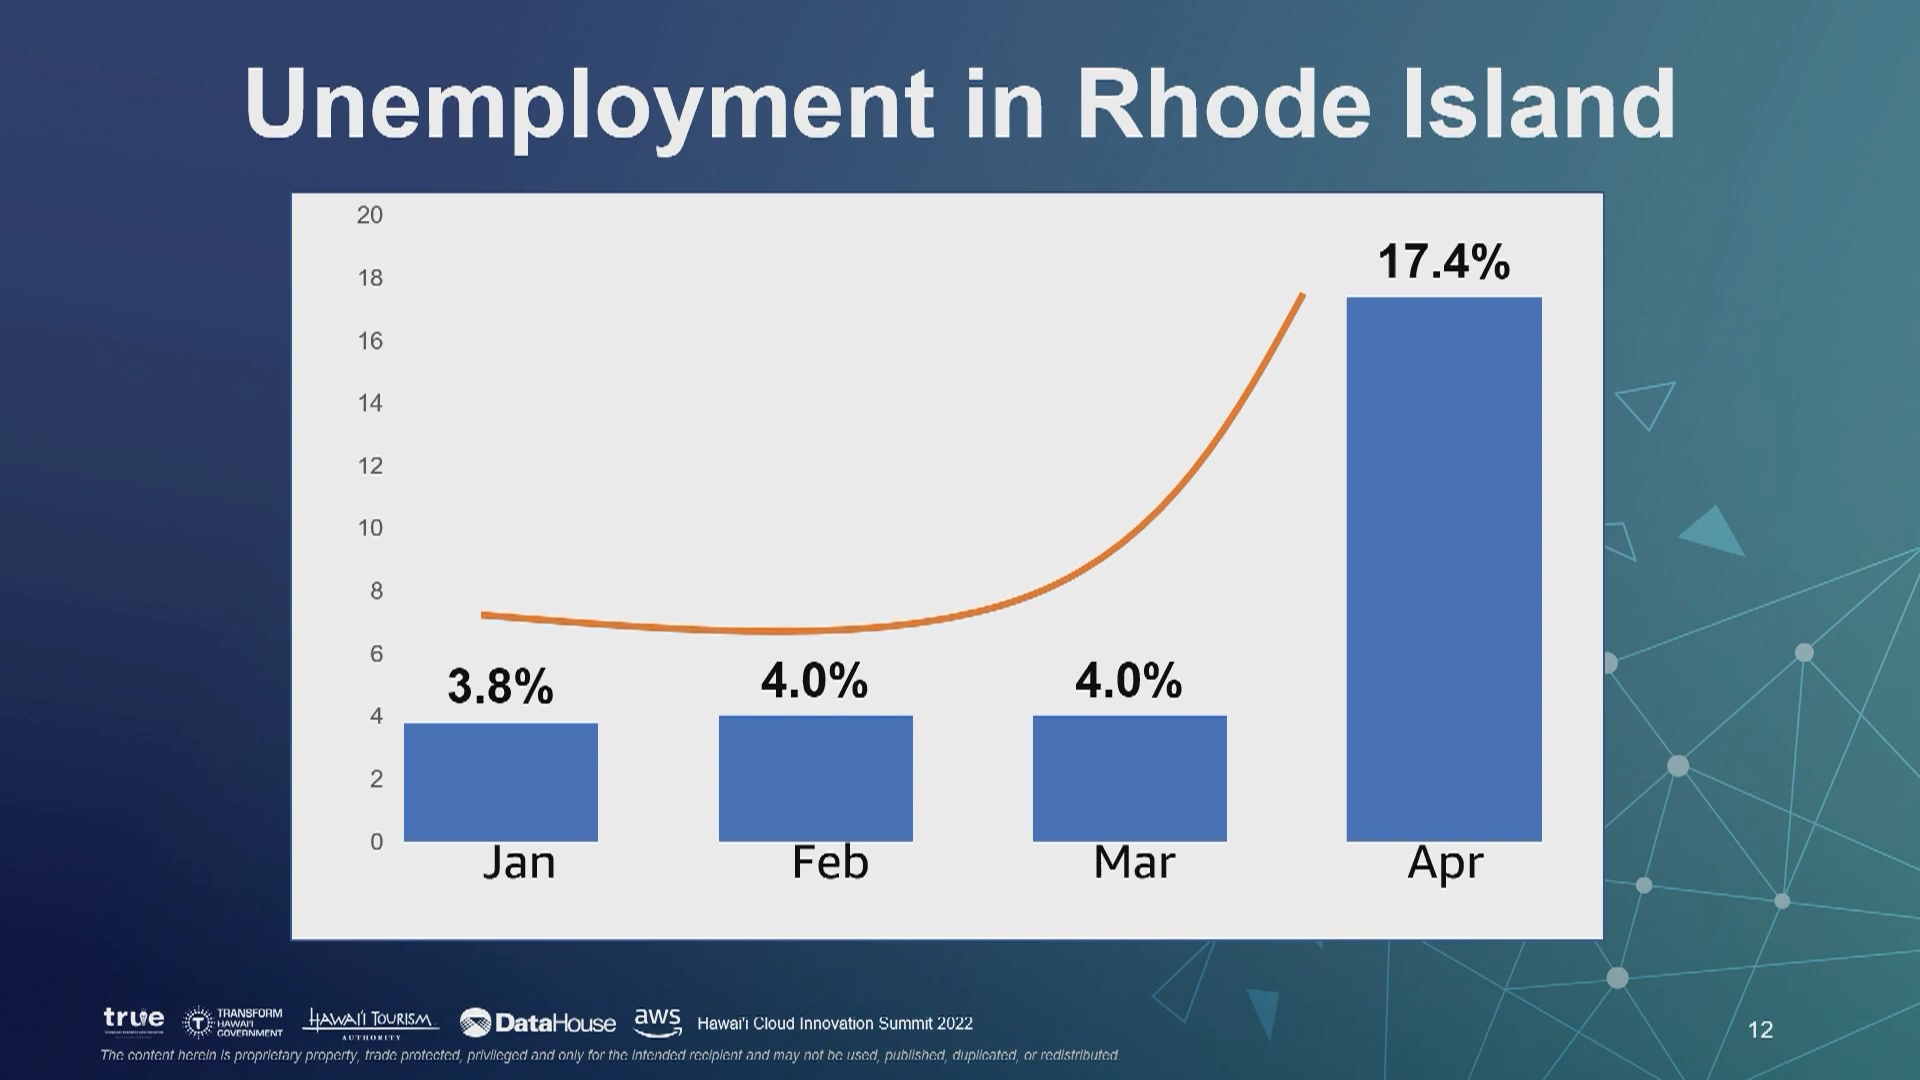 Unemployment in Rhode Island
20
18
16
14
12
10
8
6
4
2
0
3.8%
4.0%
4.0%
17.4%
Jan
Feb
Mar
Apr
true
TRANSFORM
HAWAI'I
GOVERNMENT
HAWAI'I TOURISM
AUTHORITY
DataHouse
aws
Hawai'i Cloud Innovation Summit 2022
12
The content herein is proprietary property, trade protected, privileged and only for the intended recipient and may not be used, published, duplicated, or redistributed.